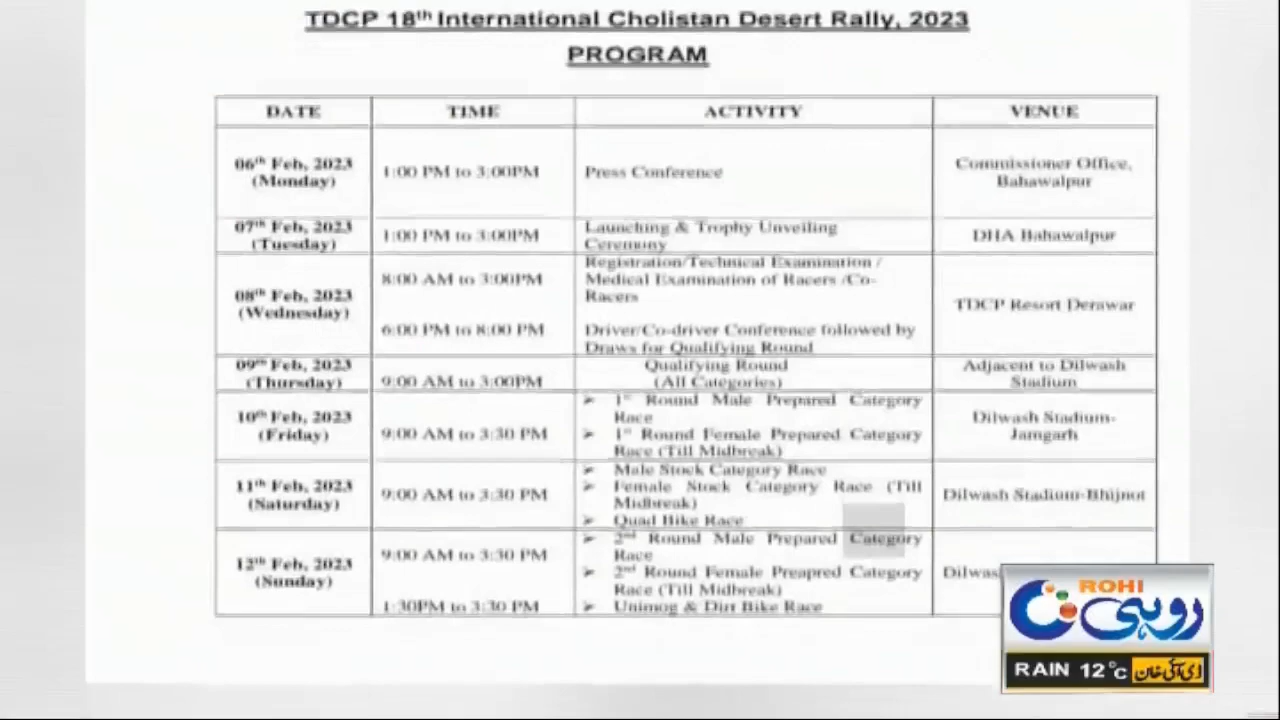 TDCP 18th International Cholistan Desert Rally, 2023
PROGRAM
DATE TIME ACTIVITY VENUE
06th Feb, 2023
(Monday)
1:00 PM to 3:00PM
Press Conference
Commissioner Office,
Bahawalpur
07th Feb, 2023
(Tuesday)
1:00 PM to 3:00PM
Launching & Trophy Unveiling
Ceremony
DHA Bahawalpur
08th Feb, 2023
(Wednesday)
8:00 AM to 3:00PM
Registration/Technical Examination /
Medical Examination of Racers /Co-
Racers
6:00 PM to 8:00 PM
Driver/Co-driver Conference followed by
Draws for Qualifying Round
TDCP Resort Derawar
09th Feb, 2023
(Thursday)
9:00 AM to 3:00PM
Qualifying Round
(All Categories)
Adjacent to Dilwash
Stadium
10th Feb, 2023
(Friday)
9:00 AM to 3:30 PM
➢ 1st Round Male Prepared Category
Race
➢ 1st Round Female Prepared Category
Race (Till Midbreak)
Dilwash Stadium-
Jamgarh
11th Feb, 2023
(Saturday)
9:00 AM to 3:30 PM
➢ Male Stock Category Race
➢ Female Stock Category Race (Till
Midbreak)
➢ Quad Bike Race
Dilwash Stadium-Bhijnot
12th Feb, 2023
(Sunday)
9:00 AM to 3:30 PM
➢ 2nd Round Male Prepared Category
Race
➢ 2nd Round Female Preapred Category
Race (Till Midbreak)
1:30PM to 3:30 PM
➢ Unimog & Dirt Bike Race
Dilwas
ROHI
روہی
RAIN 12°c ڈی آئی خان